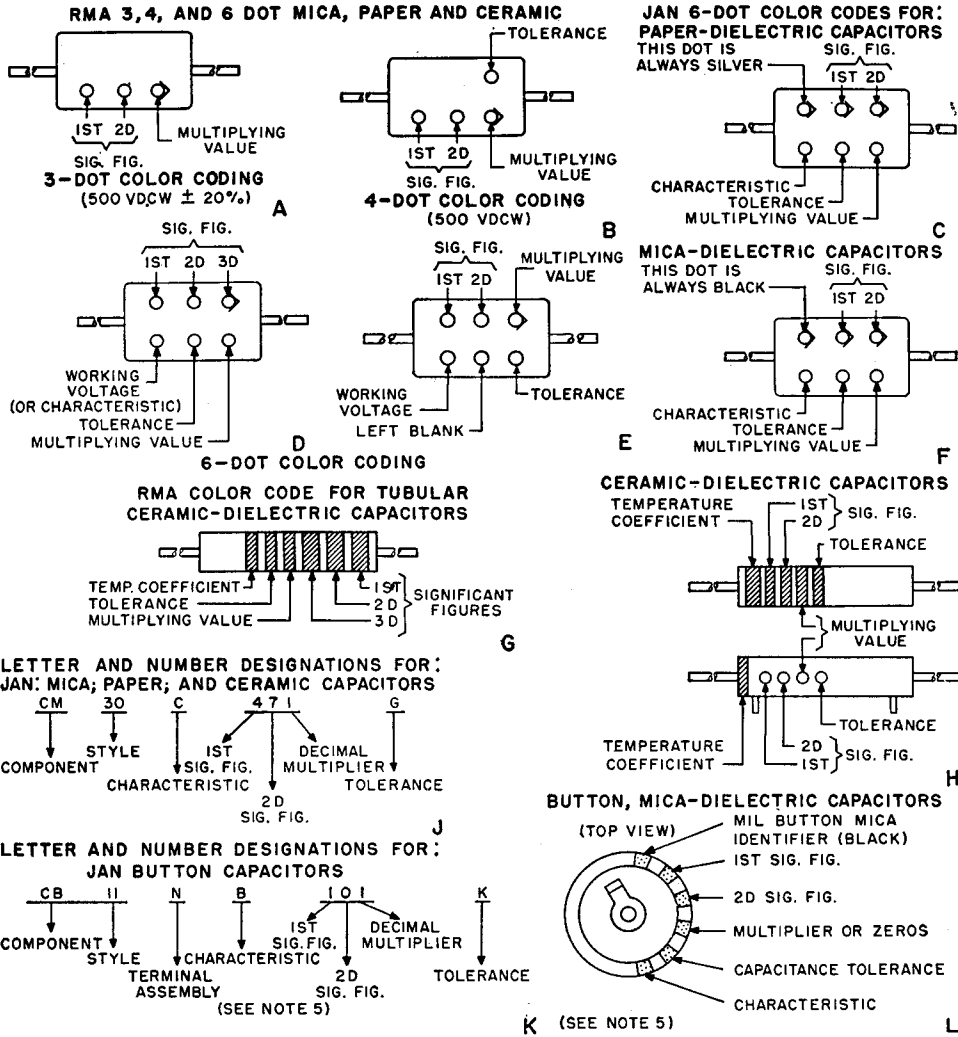 RMA 3,4, AND 6 DOT MICA, PAPER AND CERAMIC
TOLERANCE
1ST 2D
SIG. FIG.
MULTIPLYING
VALUE
3-DOT COLOR CODING
(500 VDCW ± 20%)
A
1ST 2D
SIG. FIG.
MULTIPLYING
VALUE
4-DOT COLOR CODING
(500 VDCW)
B
JAN 6-DOT COLOR CODES FOR:
PAPER-DIELECTRIC CAPACITORS
THIS DOT IS
ALWAYS SILVER
SIG. FIG.
1ST 2D
CHARACTERISTIC
TOLERANCE
MULTIPLYING VALUE
C
SIG. FIG.
1ST 2D 3D
WORKING
VOLTAGE
(OR CHARACTERISTIC)
TOLERANCE
MULTIPLYING VALUE
D
SIG. FIG.
1ST 2D
MULTIPLYING
VALUE
WORKING
VOLTAGE
LEFT BLANK
TOLERANCE
E
6-DOT COLOR CODING
MICA-DIELECTRIC CAPACITORS
THIS DOT IS
ALWAYS BLACK
SIG. FIG.
1ST 2D
CHARACTERISTIC
TOLERANCE
MULTIPLYING VALUE
F
RMA COLOR CODE FOR TUBULAR
CERAMIC-DIELECTRIC CAPACITORS
TEMP. COEFFICIENT
TOLERANCE
MULTIPLYING VALUE
1ST
2D
3D
SIGNIFICANT
FIGURES
G
CERAMIC-DIELECTRIC CAPACITORS
TEMPERATURE
COEFFICIENT
1ST
2D
SIG. FIG.
TOLERANCE
MULTIPLYING
VALUE
TOLERANCE
TEMPERATURE
COEFFICIENT
2D
1ST
SIG. FIG.
H
LETTER AND NUMBER DESIGNATIONS FOR:
JAN: MICA; PAPER; AND CERAMIC CAPACITORS
CM 30 C 471 G
COMPONENT
STYLE
CHARACTERISTIC
1ST
SIG. FIG.
2D
SIG. FIG.
DECIMAL
MULTIPLIER
TOLERANCE
J
LETTER AND NUMBER DESIGNATIONS FOR:
JAN BUTTON CAPACITORS
CB 11 N B 101 K
COMPONENT
STYLE
TERMINAL
ASSEMBLY
CHARACTERISTIC
1ST
SIG. FIG.
2D
SIG. FIG.
DECIMAL
MULTIPLIER
TOLERANCE
(SEE NOTE 5)
K
BUTTON, MICA-DIELECTRIC CAPACITORS
(TOP VIEW)
MIL BUTTON MICA
IDENTIFIER (BLACK)
1ST SIG. FIG.
2D SIG. FIG.
MULTIPLIER OR ZEROS
CAPACITANCE TOLERANCE
CHARACTERISTIC
(SEE NOTE 5)
L